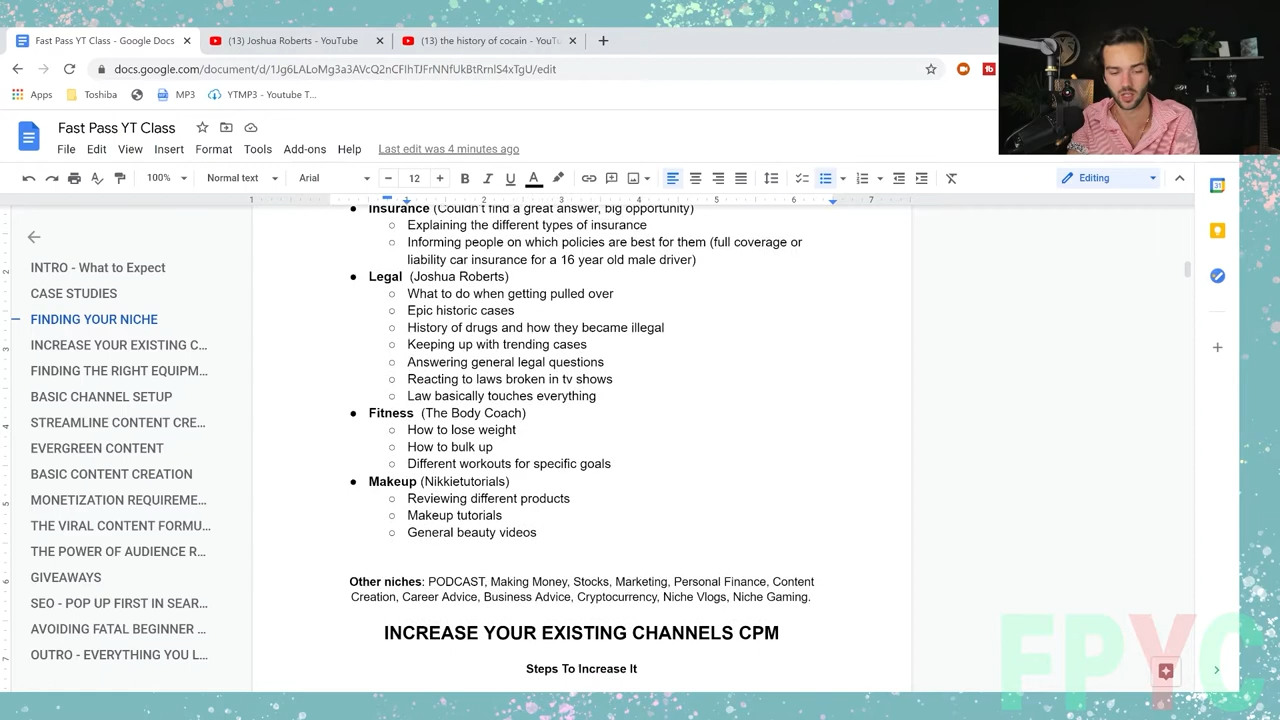 Fast Pass YT Class - Google Docs
(13) Joshua Roberts - YouTube
(13) the history of cocain - YouT
Apps
Toshiba
MP3
YTMP3 - Youtube T...
Fast Pass YT Class
File Edit View Insert Format Tools Add-ons Help Last edit was 4 minutes ago
100% Normal text Arial 12 Editing
1 1 2 3 4 5 6 7
INTRO - What to Expect
CASE STUDIES
FINDING YOUR NICHE
INCREASE YOUR EXISTING C...
FINDING THE RIGHT EQUIPM...
BASIC CHANNEL SETUP
STREAMLINE CONTENT CRE...
EVERGREEN CONTENT
BASIC CONTENT CREATION
MONETIZATION REQUIREME...
THE VIRAL CONTENT FORMU...
THE POWER OF AUDIENCE R...
GIVEAWAYS
SEO - POP UP FIRST IN SEAR...
AVOIDING FATAL BEGINNER ...
OUTRO - EVERYTHING YOU L...
Insurance (Couldn't find a great answer, big opportunity)
Explaining the different types of insurance
Informing people on which policies are best for them (full coverage or
liability car insurance for a 16 year old male driver)
Legal (Joshua Roberts)
What to do when getting pulled over
Epic historic cases
History of drugs and how they became illegal
Keeping up with trending cases
Answering general legal questions
Reacting to laws broken in tv shows
Law basically touches everything
Fitness (The Body Coach)
How to lose weight
How to bulk up
Different workouts for specific goals
Makeup (Nikkietutorials)
Reviewing different products
Makeup tutorials
General beauty videos
Other niches: PODCAST, Making Money, Stocks, Marketing, Personal Finance, Content
Creation, Career Advice, Business Advice, Cryptocurrency, Niche Vlogs, Niche Gaming.
INCREASE YOUR EXISTING CHANNELS CPM
Steps To Increase It
FPYC